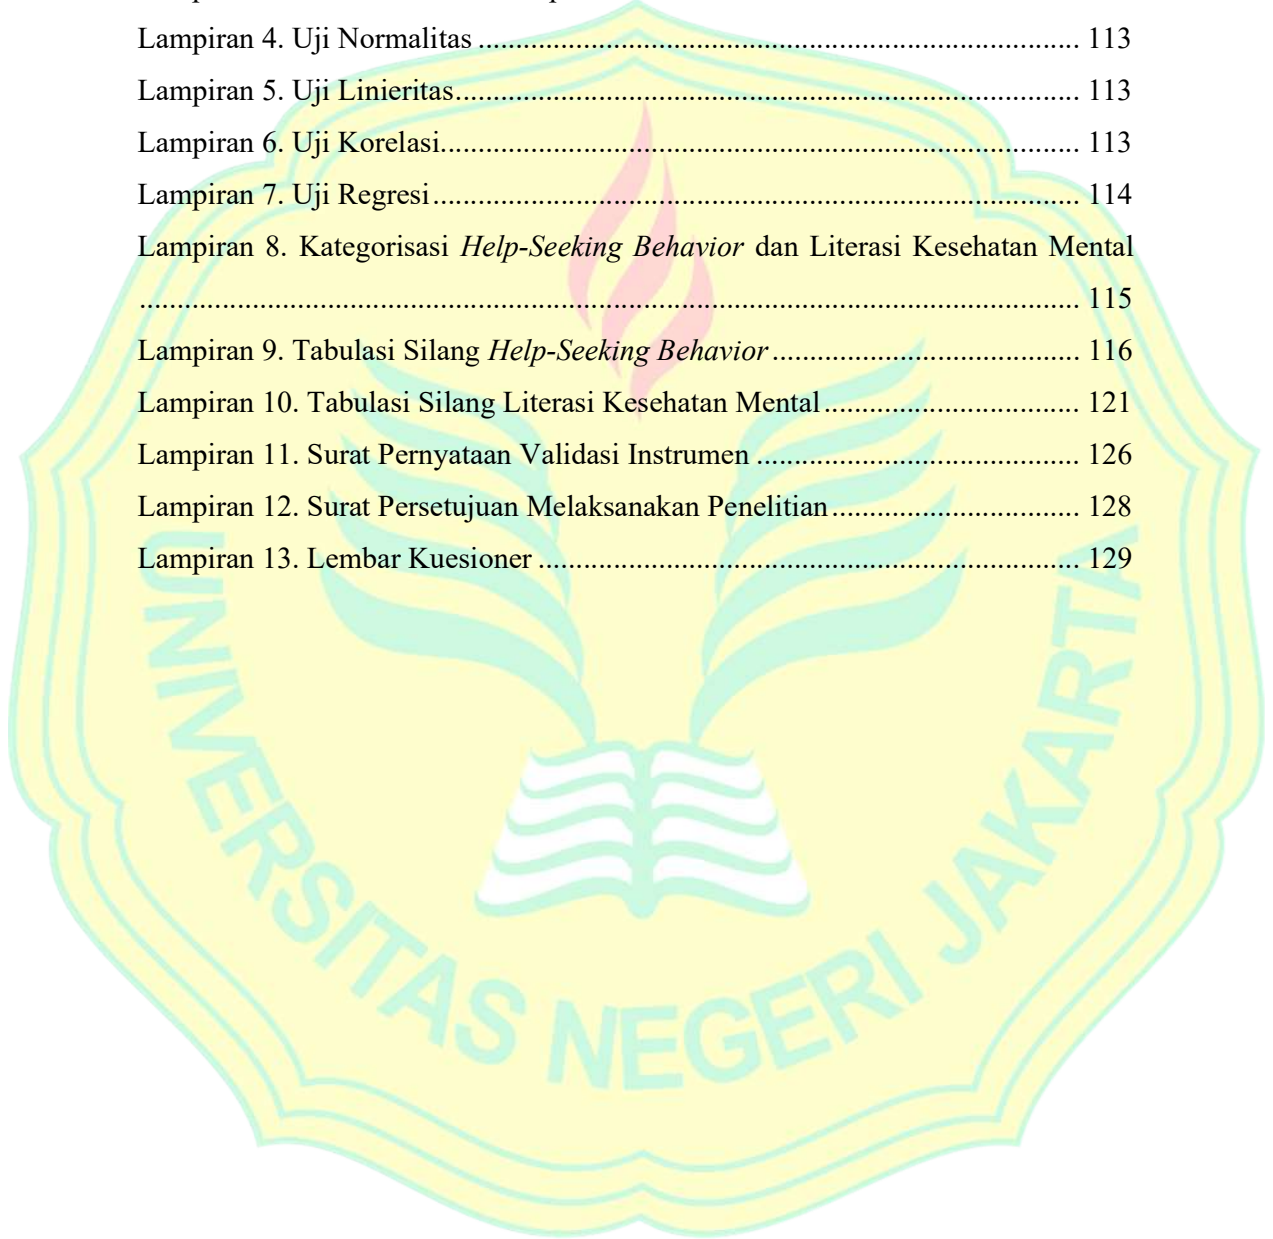 Lampiran 4. Uji Normalitas ................................................................................ 113
Lampiran 5. Uji Linieritas................................................................................... 113
Lampiran 6. Uji Korelasi..................................................................................... 113
Lampiran 7. Uji Regresi...................................................................................... 114
Lampiran 8. Kategorisasi Help-Seeking Behavior dan Literasi Kesehatan Mental
............................................................................................................................. 115
Lampiran 9. Tabulasi Silang Help-Seeking Behavior ......................................... 116
Lampiran 10. Tabulasi Silang Literasi Kesehatan Mental.................................. 121
Lampiran 11. Surat Pernyataan Validasi Instrumen ........................................... 126
Lampiran 12. Surat Persetujuan Melaksanakan Penelitian................................. 128
Lampiran 13. Lembar Kuesioner ........................................................................ 129
UNIVERSITAS NEGERI JAKARTA